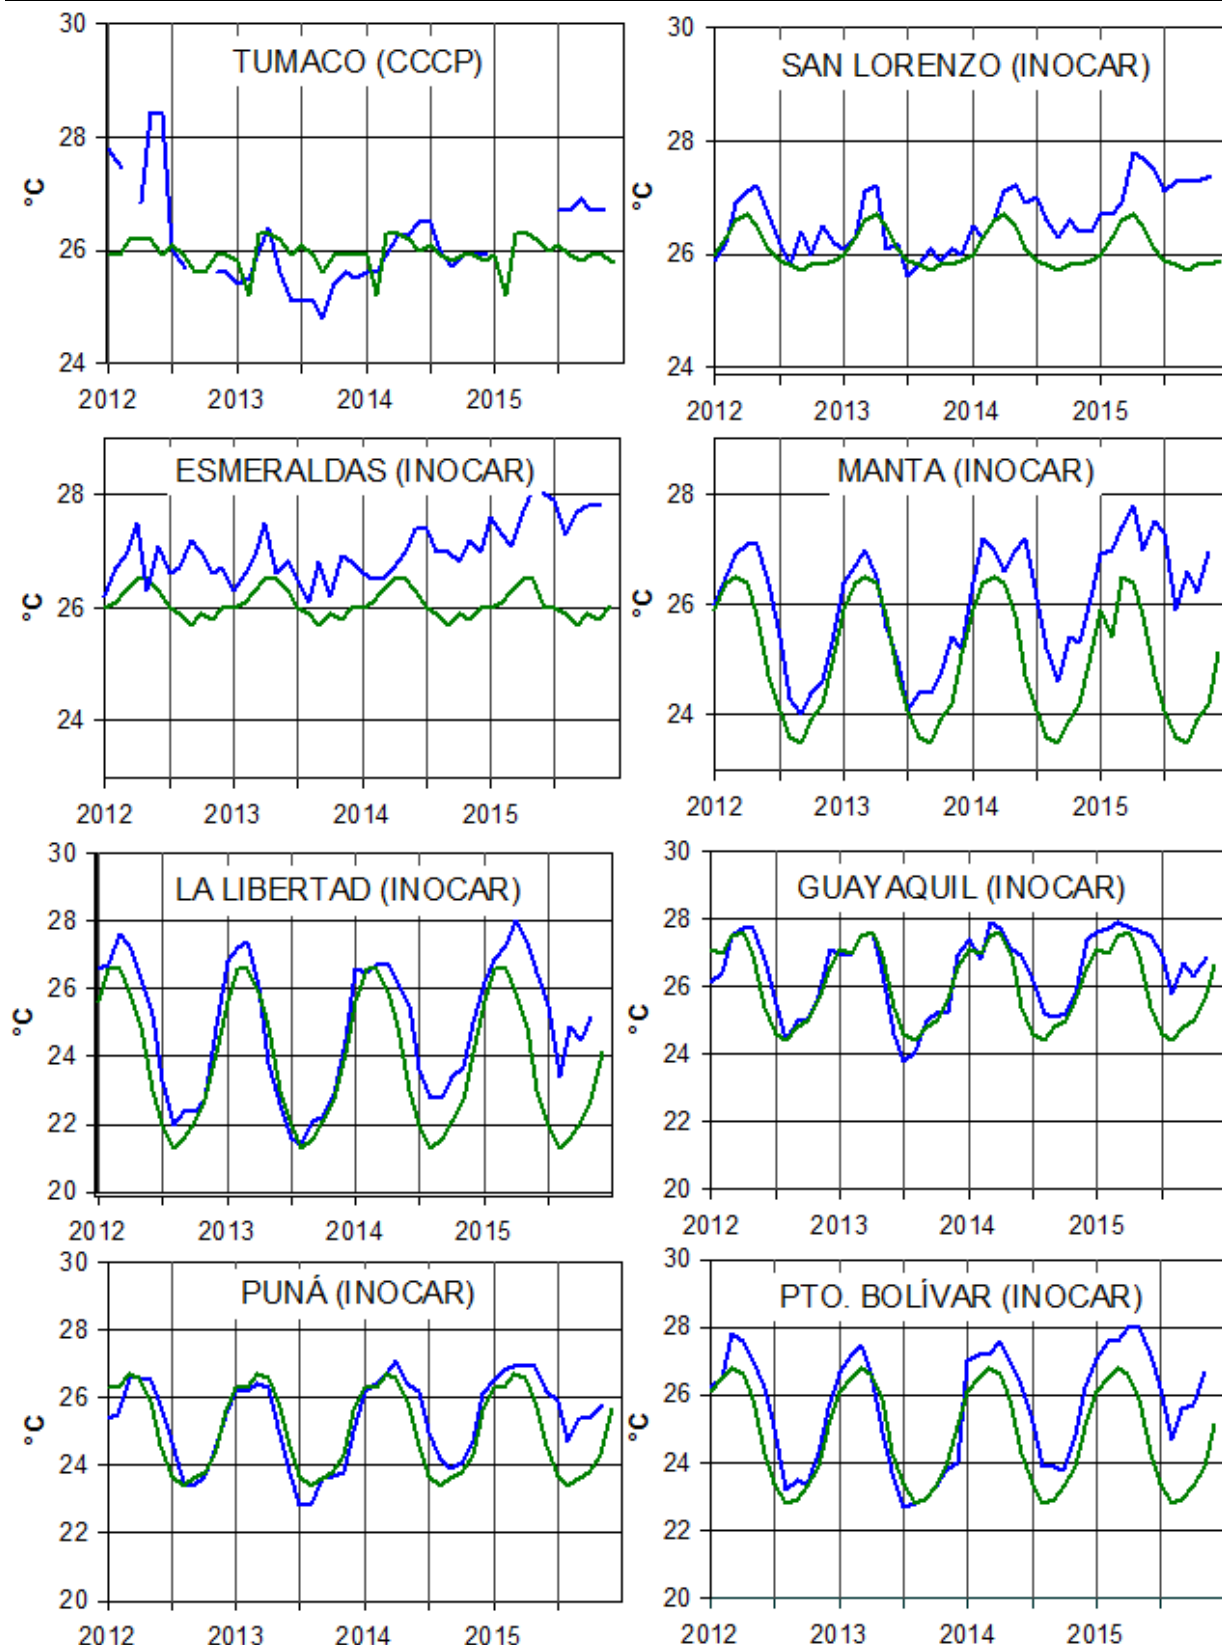 30
TUMACO (CCCP)
28
°C
26
24
2012 2013 2014 2015
30
SAN LORENZO (INOCAR)
28
°C
26
24
2012 2013 2014 2015
ESMERALDAS (INOCAR)
28
°C
26
24
2012 2013 2014 2015
MANTA (INOCAR)
28
°C
26
24
2012 2013 2014 2015
30
LA LIBERTAD (INOCAR)
28
26
°C
24
22
20
2012 2013 2014 2015
30
GUAYAQUIL (INOCAR)
28
26
°C
24
22
20
2012 2013 2014 2015
30
PUNÁ (INOCAR)
28
26
°C
24
22
20
2012 2013 2014 2015
30
PTO. BOLÍVAR (INOCAR)
28
26
°C
24
22
20
2012 2013 2014 2015